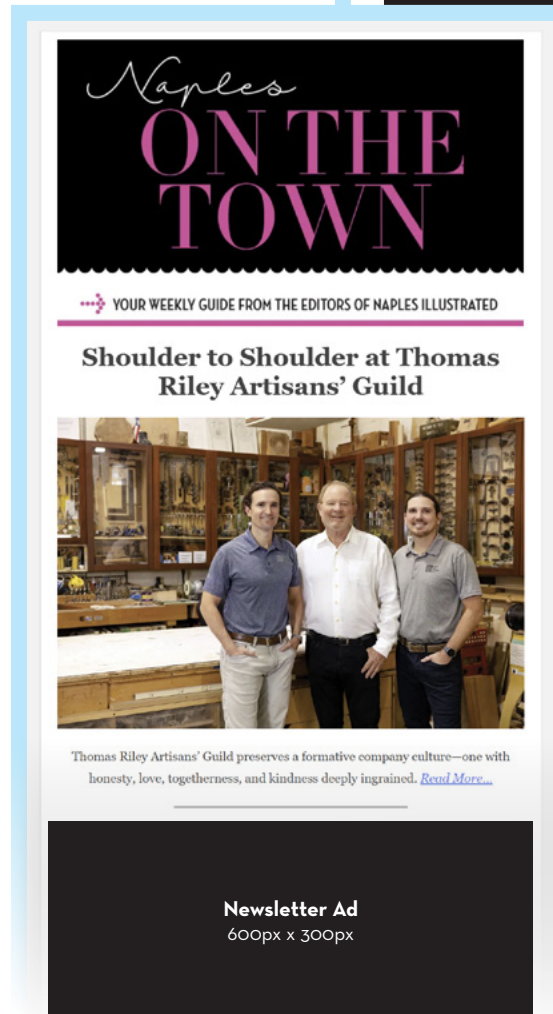 Naples
ON THE
TOWN
YOUR WEEKLY GUIDE FROM THE EDITORS OF NAPLES ILLUSTRATED
Shoulder to Shoulder at Thomas
Riley Artisans’ Guild
Thomas Riley Artisans’ Guild preserves a formative company culture—one with
honesty, love, togetherness, and kindness deeply ingrained. Read More...
Newsletter Ad
600px x 300px